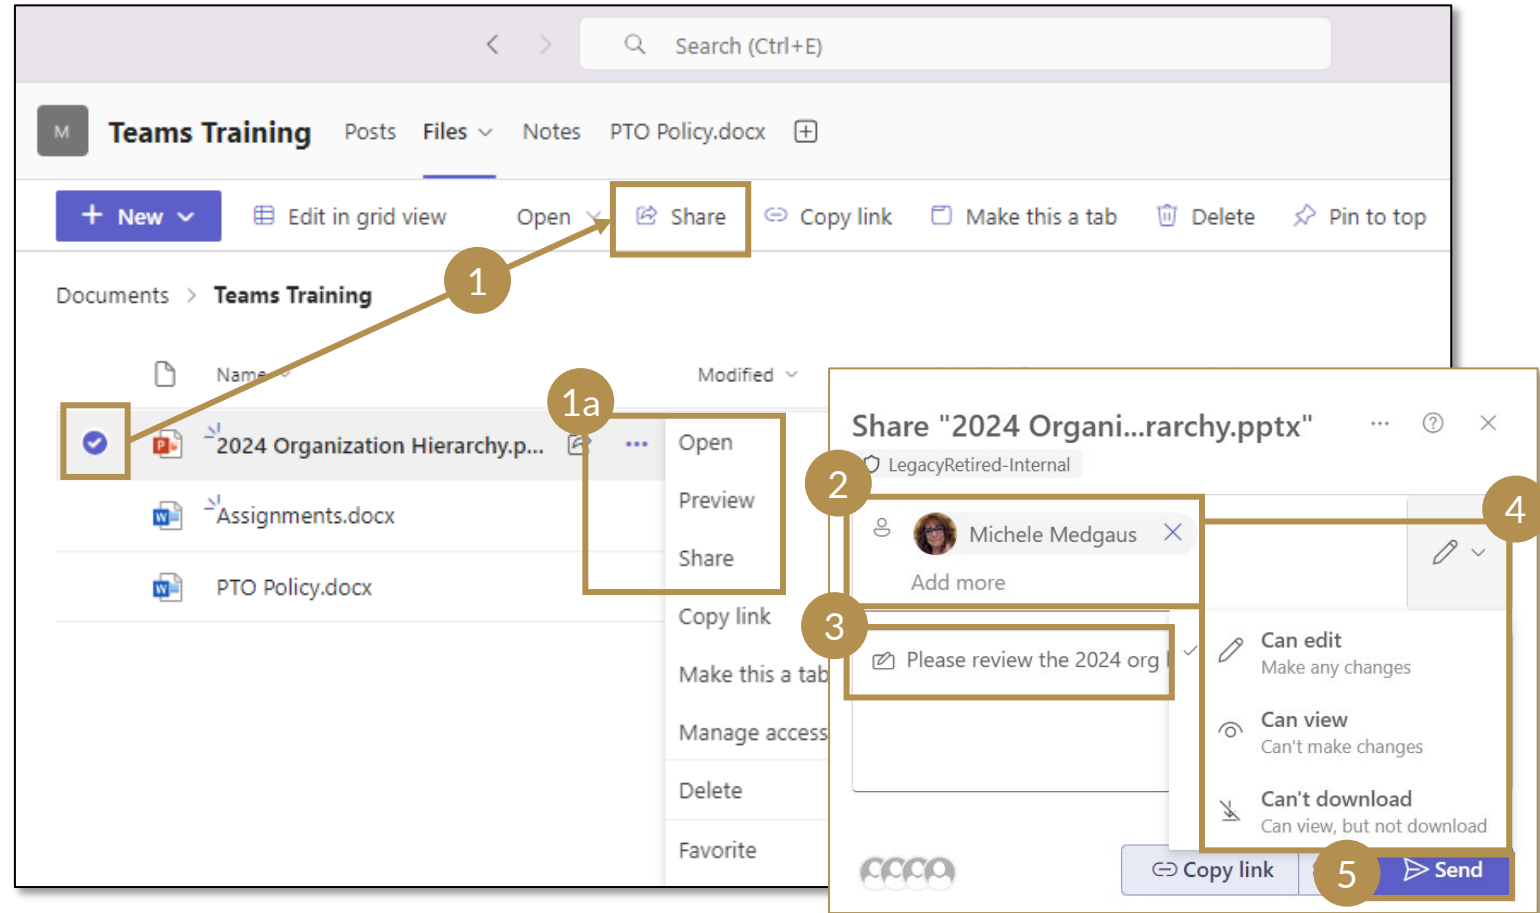 Search (Ctrl+E)
M Teams Training Posts Files Notes PTO Policy.docx
+ New Edit in grid view Open Share Copy link Make this a tab Delete Pin to top
1
Documents > Teams Training
Name Modified
1a
2024 Organization Hierarchy.p...
Assignments.docx
PTO Policy.docx
Open
Preview
Share
Copy link
Make this a tab
Manage access
Delete
Favorite
Share "2024 Organi...rarchy.pptx"
LegacyRetired-Internal
2
4
Michele Medgaus
Add more
3
Please review the 2024 org
Can edit
Make any changes
Can view
Can't make changes
Can't download
Can view, but not download
Copy link
5
Send